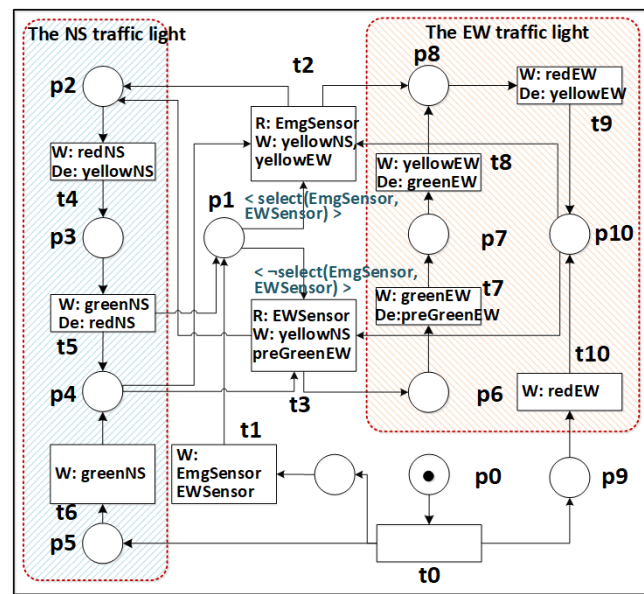 The NS traffic light
The EW traffic light
p2
t2
p8
W: redEW
De: yellowEW
t9
R: EmgSensor
W: yellowNS,
yellowEW
W: redNS
De: yellowNS
t4
W: yellowEW
De: greenEW
t8
p1
< select(EmgSensor,
EWSensor) >
p3
p7
p10
< ¬select(EmgSensor,
EWSensor) >
t7
W: greenNS
De: redNS
t5
R: EWSensor
W: yellowNS
preGreenEW
W: greenEW
De:preGreenEW
t10
p4
t3
p6
W: redEW
t1
W: greenNS
t6
W:
EmgSensor
EWSensor
p0
p9
p5
t0